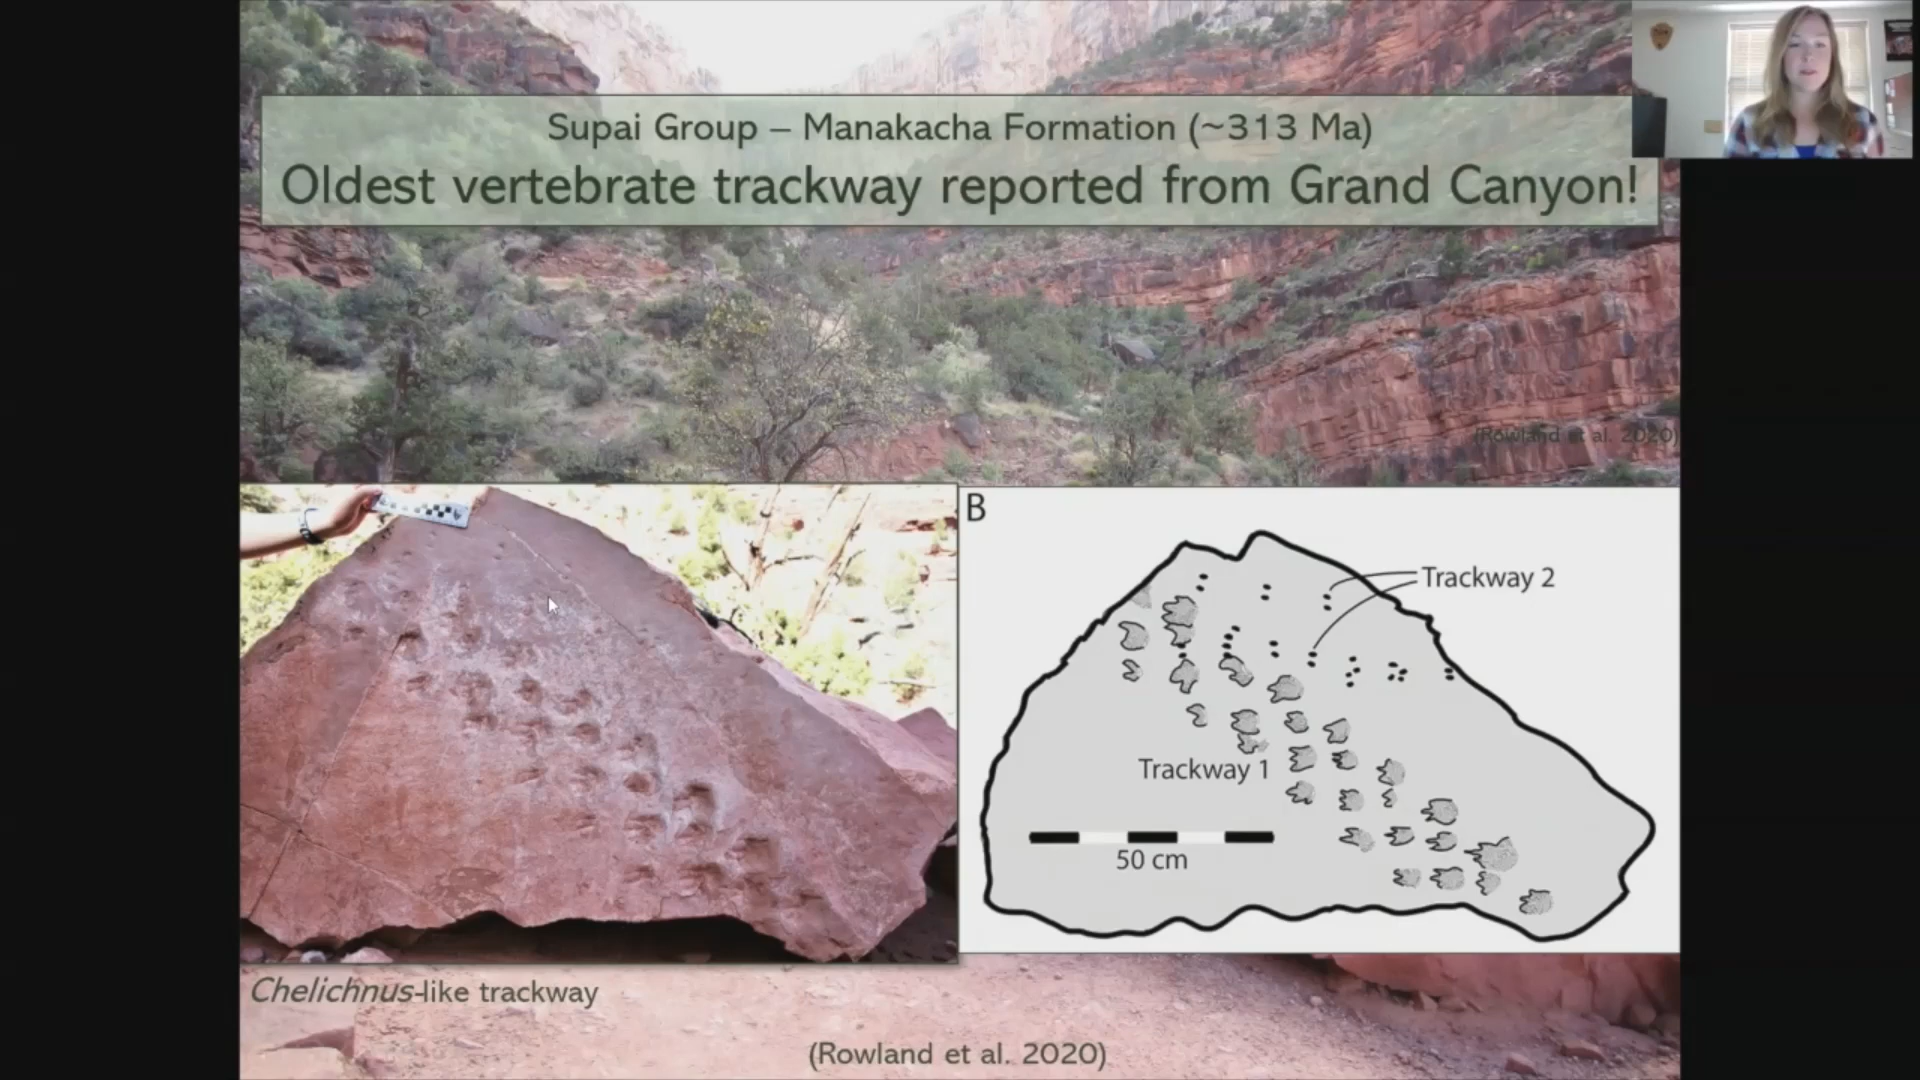 Supai Group – Manakacha Formation (~313 Ma)
Oldest vertebrate trackway reported from Grand Canyon!
(Rowland et al. 2020)
B
Trackway 2
Trackway 1
50 cm
Chelichnus-like trackway
(Rowland et al. 2020)